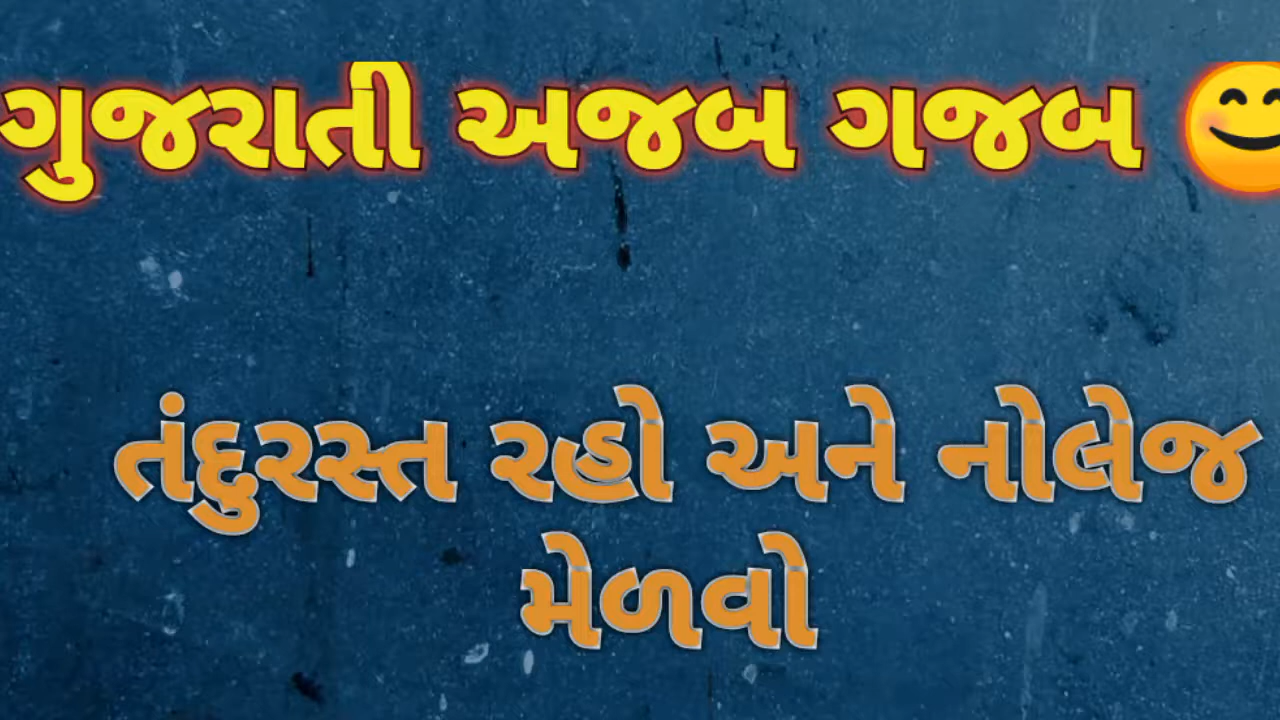 ગુજરાતી અજબ ગજબ 😊
તંદુરસ્ત રહો અને નોલેજ
મેળવો